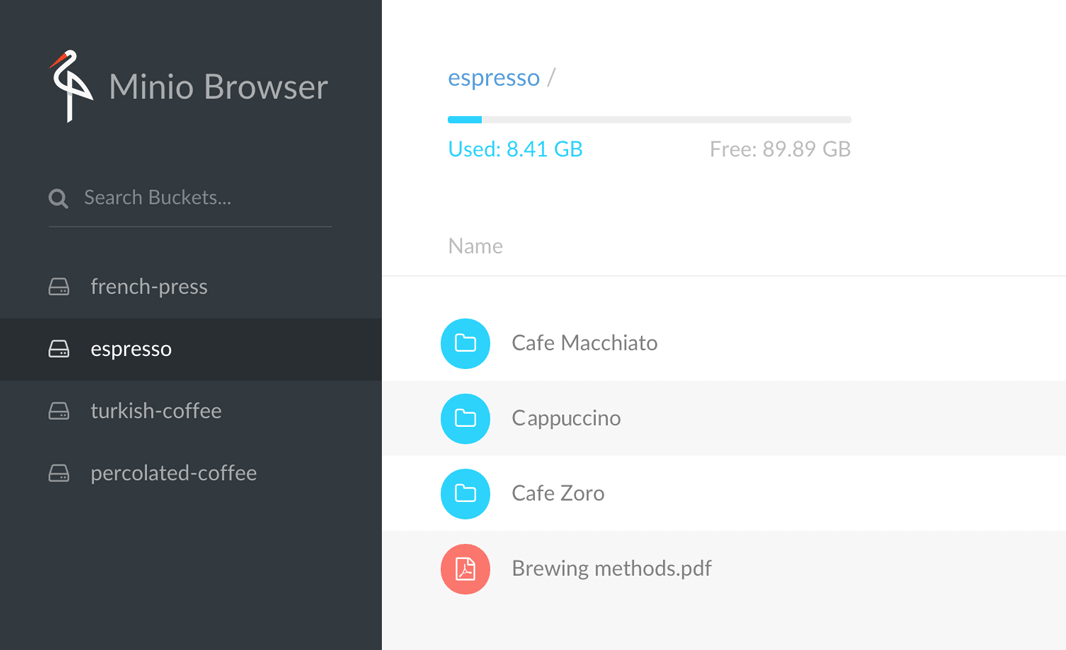 Minio Browser
Search Buckets...
french-press
espresso
turkish-coffee
percolated-coffee
espresso /
Used: 8.41 GB Free: 89.89 GB
Name
Cafe Macchiato
Cappuccino
Cafe Zoro
Brewing methods.pdf